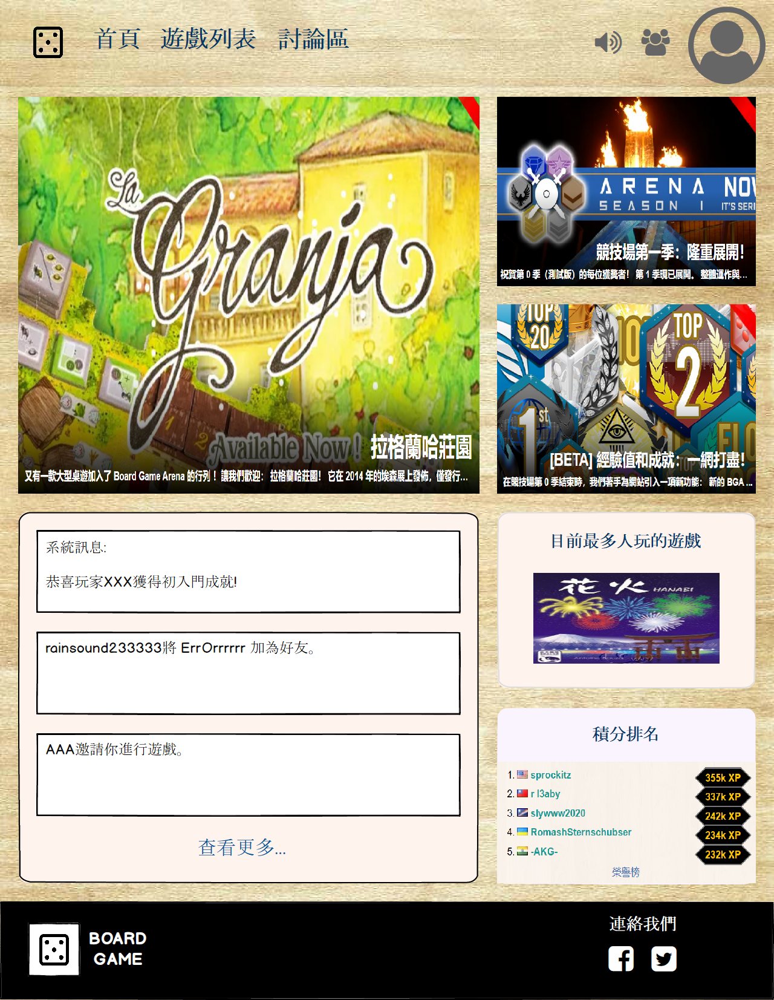 首頁 遊戲列表 討論區
La Granja
Available Now !
拉格蘭哈莊園
又有一款大型桌遊加入了 Board Game Arena 的行列 ! 讓我們歡迎： 拉格蘭哈莊園！ 它在 2014 年的埃森展上發佈，僅發行...
ARENA
SEASON I
NOW
IT'S SERI
競技場第一季：隆重展開！
祝賀第 0 季（測試版）的每位獲獎者！ 第 1 季現已展開。 整體運作與...
TOP
20
TOP
2
1st
[BETA] 經驗值和成就：一網打盡！
在競技場第 0 季結束時，我們著手為網站引入一項新功能： 新的 BGA ...
系統訊息:
恭喜玩家XXX獲得初入門成就!
rainsound233333將 ErrOrrrrrr 加為好友。
AAA邀請你進行遊戲。
查看更多...
目前最多人玩的遊戲
花火 HANABI
積分排名
1. sprockitz 355k XP
2. r l3aby 337k XP
3. slywww2020 242k XP
4. RomashSternschubser 234k XP
5. -AKG- 232k XP
榮譽榜
BOARD
GAME
連絡我們